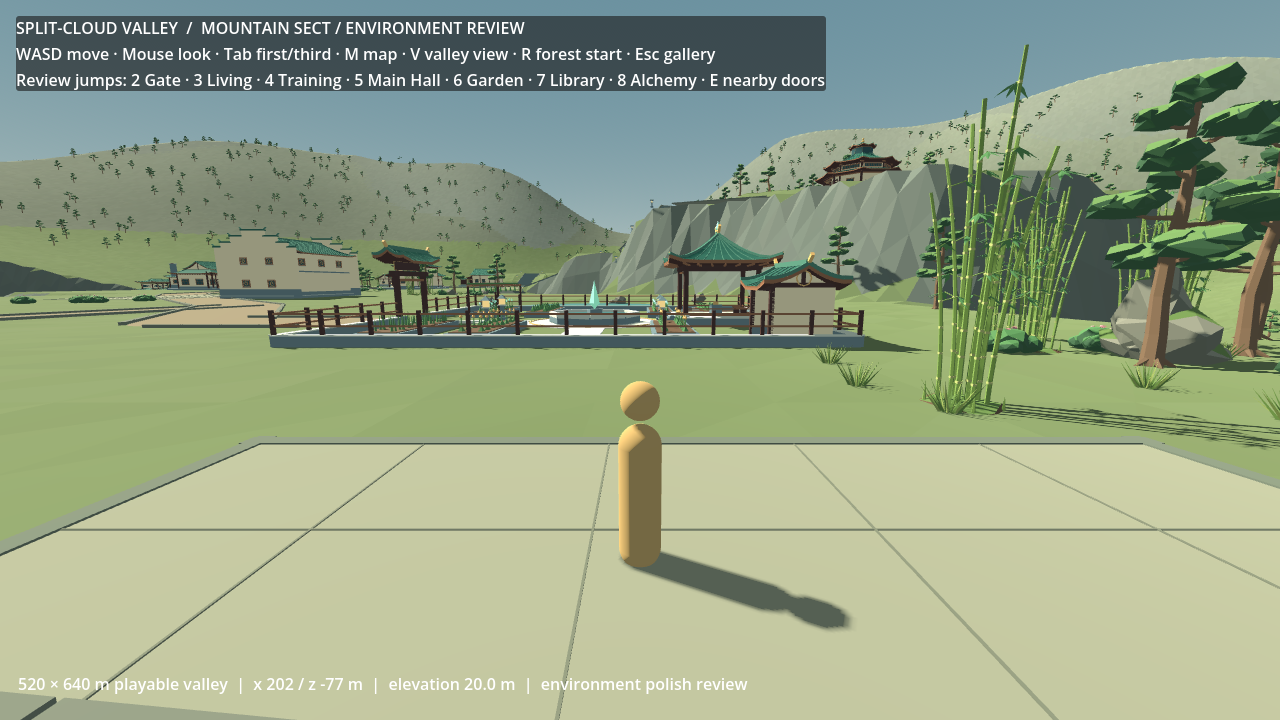 SPLIT-CLOUD VALLEY / MOUNTAIN SECT / ENVIRONMENT REVIEW
WASD move · Mouse look · Tab first/third · M map · V valley view · R forest start · Esc gallery
Review jumps: 2 Gate · 3 Living · 4 Training · 5 Main Hall · 6 Garden · 7 Library · 8 Alchemy · E nearby doors
520 × 640 m playable valley | x 202 / z -77 m | elevation 20.0 m | environment polish review